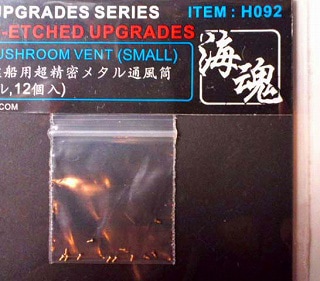 UPGRADES SERIES ITEM : H092
-ETCHED UPGRADES
MUSHROOM VENT (SMALL)
船用超精密メタル通風筒
ル,12個入)
.COM
海魂